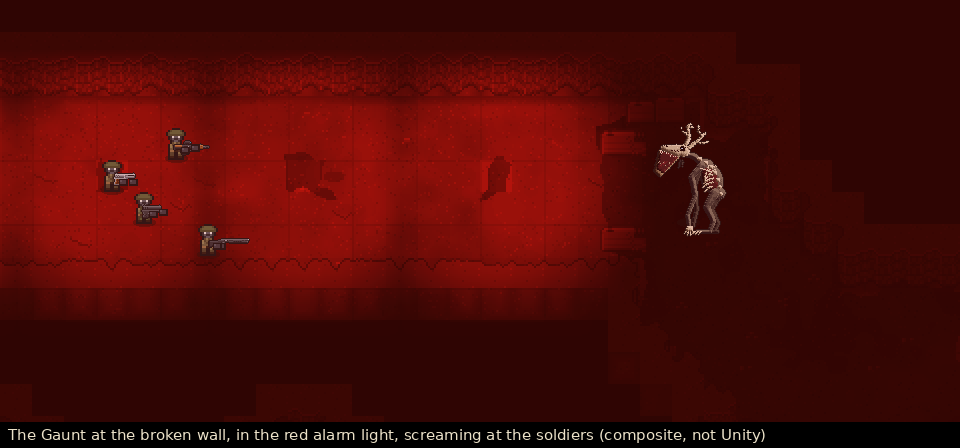 The Gaunt at the broken wall, in the red alarm light, screaming at the soldiers (composite, not Unity)